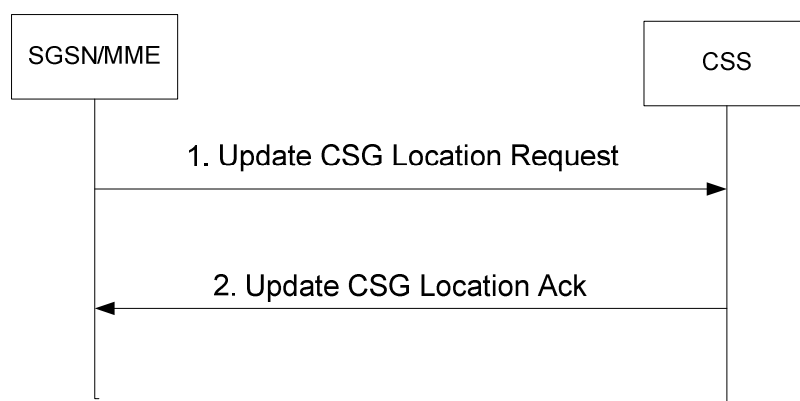 SGSN/MME
CSS
1. Update CSG Location Request
2. Update CSG Location Ack